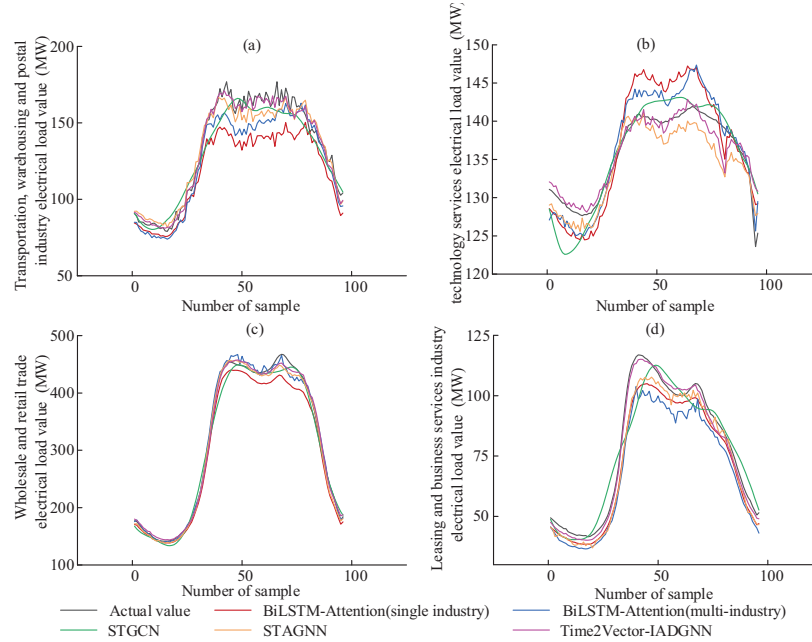 (a)
Transportation, warehousing and postal
industry electrical load value (MW)
200
150
100
50
0
50
100
Number of sample
(b)
technology services electrical load value (MW)
150
145
140
135
130
125
120
0
50
100
Number of sample
(c)
Wholesale and retail trade
electrical load value (MW)
500
400
300
200
100
0
50
100
Number of sample
(d)
Leasing and business services industry
electrical load value (MW)
125
100
75
50
0
50
100
Number of sample
Actual value
BiLSTM-Attention(single industry)
BiLSTM-Attention(multi-industry)
STGCN
STAGNN
Time2Vector-IADGNN